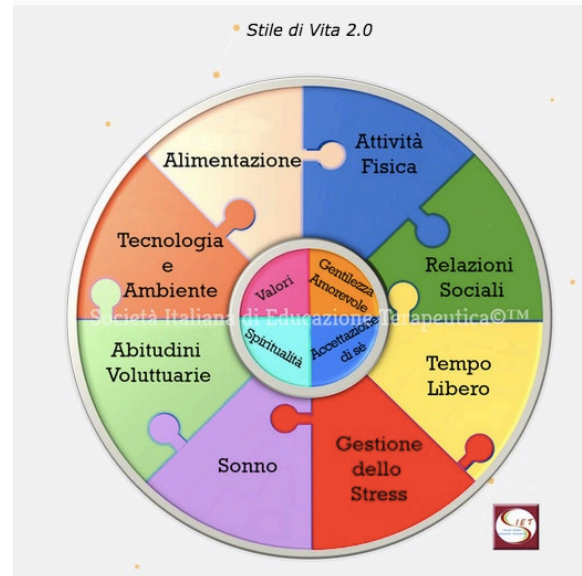 Stile di Vita 2.0
Alimentazione
Attività
Fisica
Tecnologia
e
Ambiente
Relazioni
Sociali
Valori
Gentilezza
Amorevole
Società Italiana di Educazione Terapeutica©™
Spiritualità
Accettazione
di sé
Abitudini
Voluttuarie
Tempo
Libero
Sonno
Gestione
dello
Stress
SIET